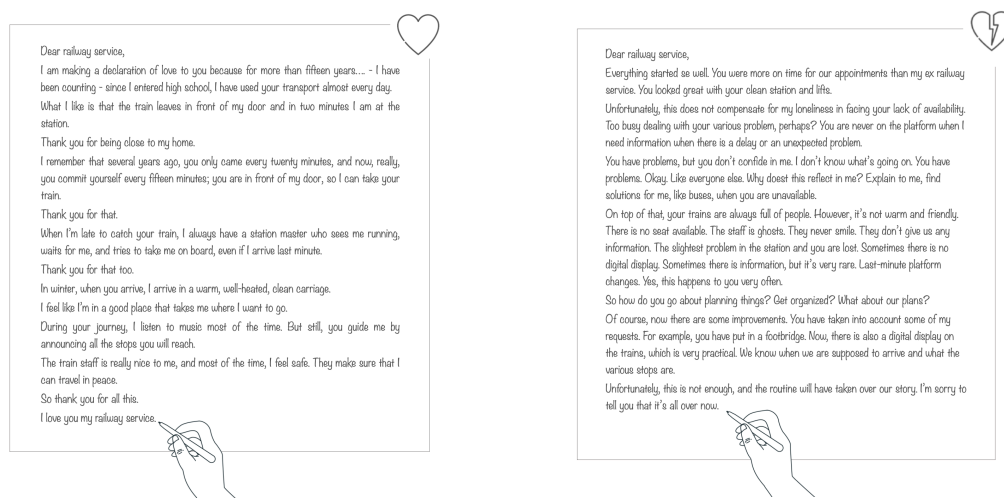 Dear railway service,
I am making a declaration of love to you because for more than fifteen years.... - I have
been counting - since I entered high school, I have used your transport almost every day.
What I like is that the train leaves in front of my door and in two minutes I am at the
station.
Thank you for being close to my home.
I remember that several years ago, you only came every twenty minutes, and now, really,
you commit yourself every fifteen minutes; you are in front of my door, so I can take your
train.
Thank you for that.
When I'm late to catch your train, I always have a station master who sees me running,
waits for me, and tries to take me on board, even if I arrive last minute.
Thank you for that too.
In winter, when you arrive, I arrive in a warm, well-heated, clean carriage.
I feel like I'm in a good place that takes me where I want to go.
During your journey, I listen to music most of the time. But still, you guide me by
announcing all the stops you will reach.
The train staff is really nice to me, and most of the time, I feel safe. They make sure that I
can travel in peace.
So thank you for all this.
I love you my railway service.
Dear railway service,
Everything started se well. You were more on time for our appointments than my ex railway
service. You looked great with your clean station and lifts.
Unfortunately, this does not compensate for my loneliness in facing your lack of availability.
Too busy dealing with your various problem, perhaps? You are never on the platform when I
need information when there is a delay or an unexpected problem.
You have problems, but you don't confide in me. I don't know what's going on. You have
problems. Okay. Like everyone else. Why doest this reflect in me? Explain to me, find
solutions for me, like buses, when you are unavailable.
On top of that, your trains are always full of people. However, it's not warm and friendly.
There is no seat available. The staff is ghosts. They never smile. They don't give us any
information. The slightest problem in the station and you are lost. Sometimes there is no
digital display. Sometimes there is information, but it's very rare. Last-minute platform
changes. Yes, this happens to you very often.
So how do you go about planning things? Get organized? What about our plans?
Of course, now there are some improvements. You have taken into account some of my
requests. For example, you have put in a footbridge. Now, there is also a digital display on
the trains, which is very practical. We know when we are supposed to arrive and what the
various stops are.
Unfortunately, this is not enough, and the routine will have taken over our story. I'm sorry to
tell you that it's all over now.